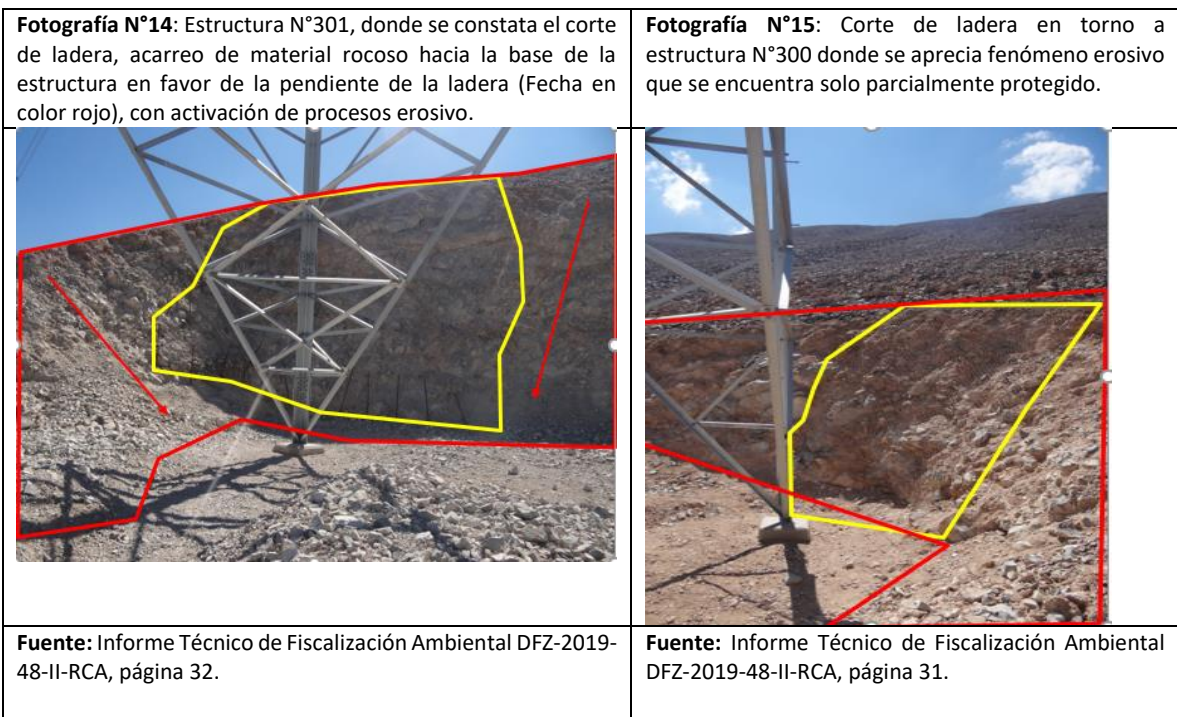 Fotografía N°14: Estructura N°301, donde se constata el corte
de ladera, acarreo de material rocoso hacia la base de la
estructura en favor de la pendiente de la ladera (Fecha en
color rojo), con activación de procesos erosivo.
Fotografía N°15: Corte de ladera en torno a
estructura N°300 donde se aprecia fenómeno erosivo
que se encuentra solo parcialmente protegido.
Fuente: Informe Técnico de Fiscalización Ambiental DFZ-2019-
48-II-RCA, página 32.
Fuente: Informe Técnico de Fiscalización Ambiental
DFZ-2019-48-II-RCA, página 31.